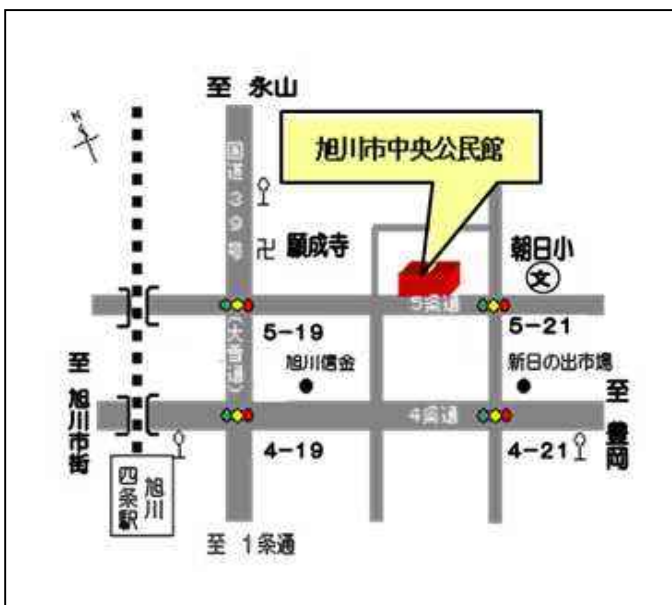 至 永山
N
旭川市中央公民館
国道39号
卍 願成寺
朝日小
文
5条通
5-19
5-21
(大雪通)
旭川信金
新日の出市場
至 旭川市街
至 豊岡
4条通
4-19
4-21
旭川
四条駅
至 1条通